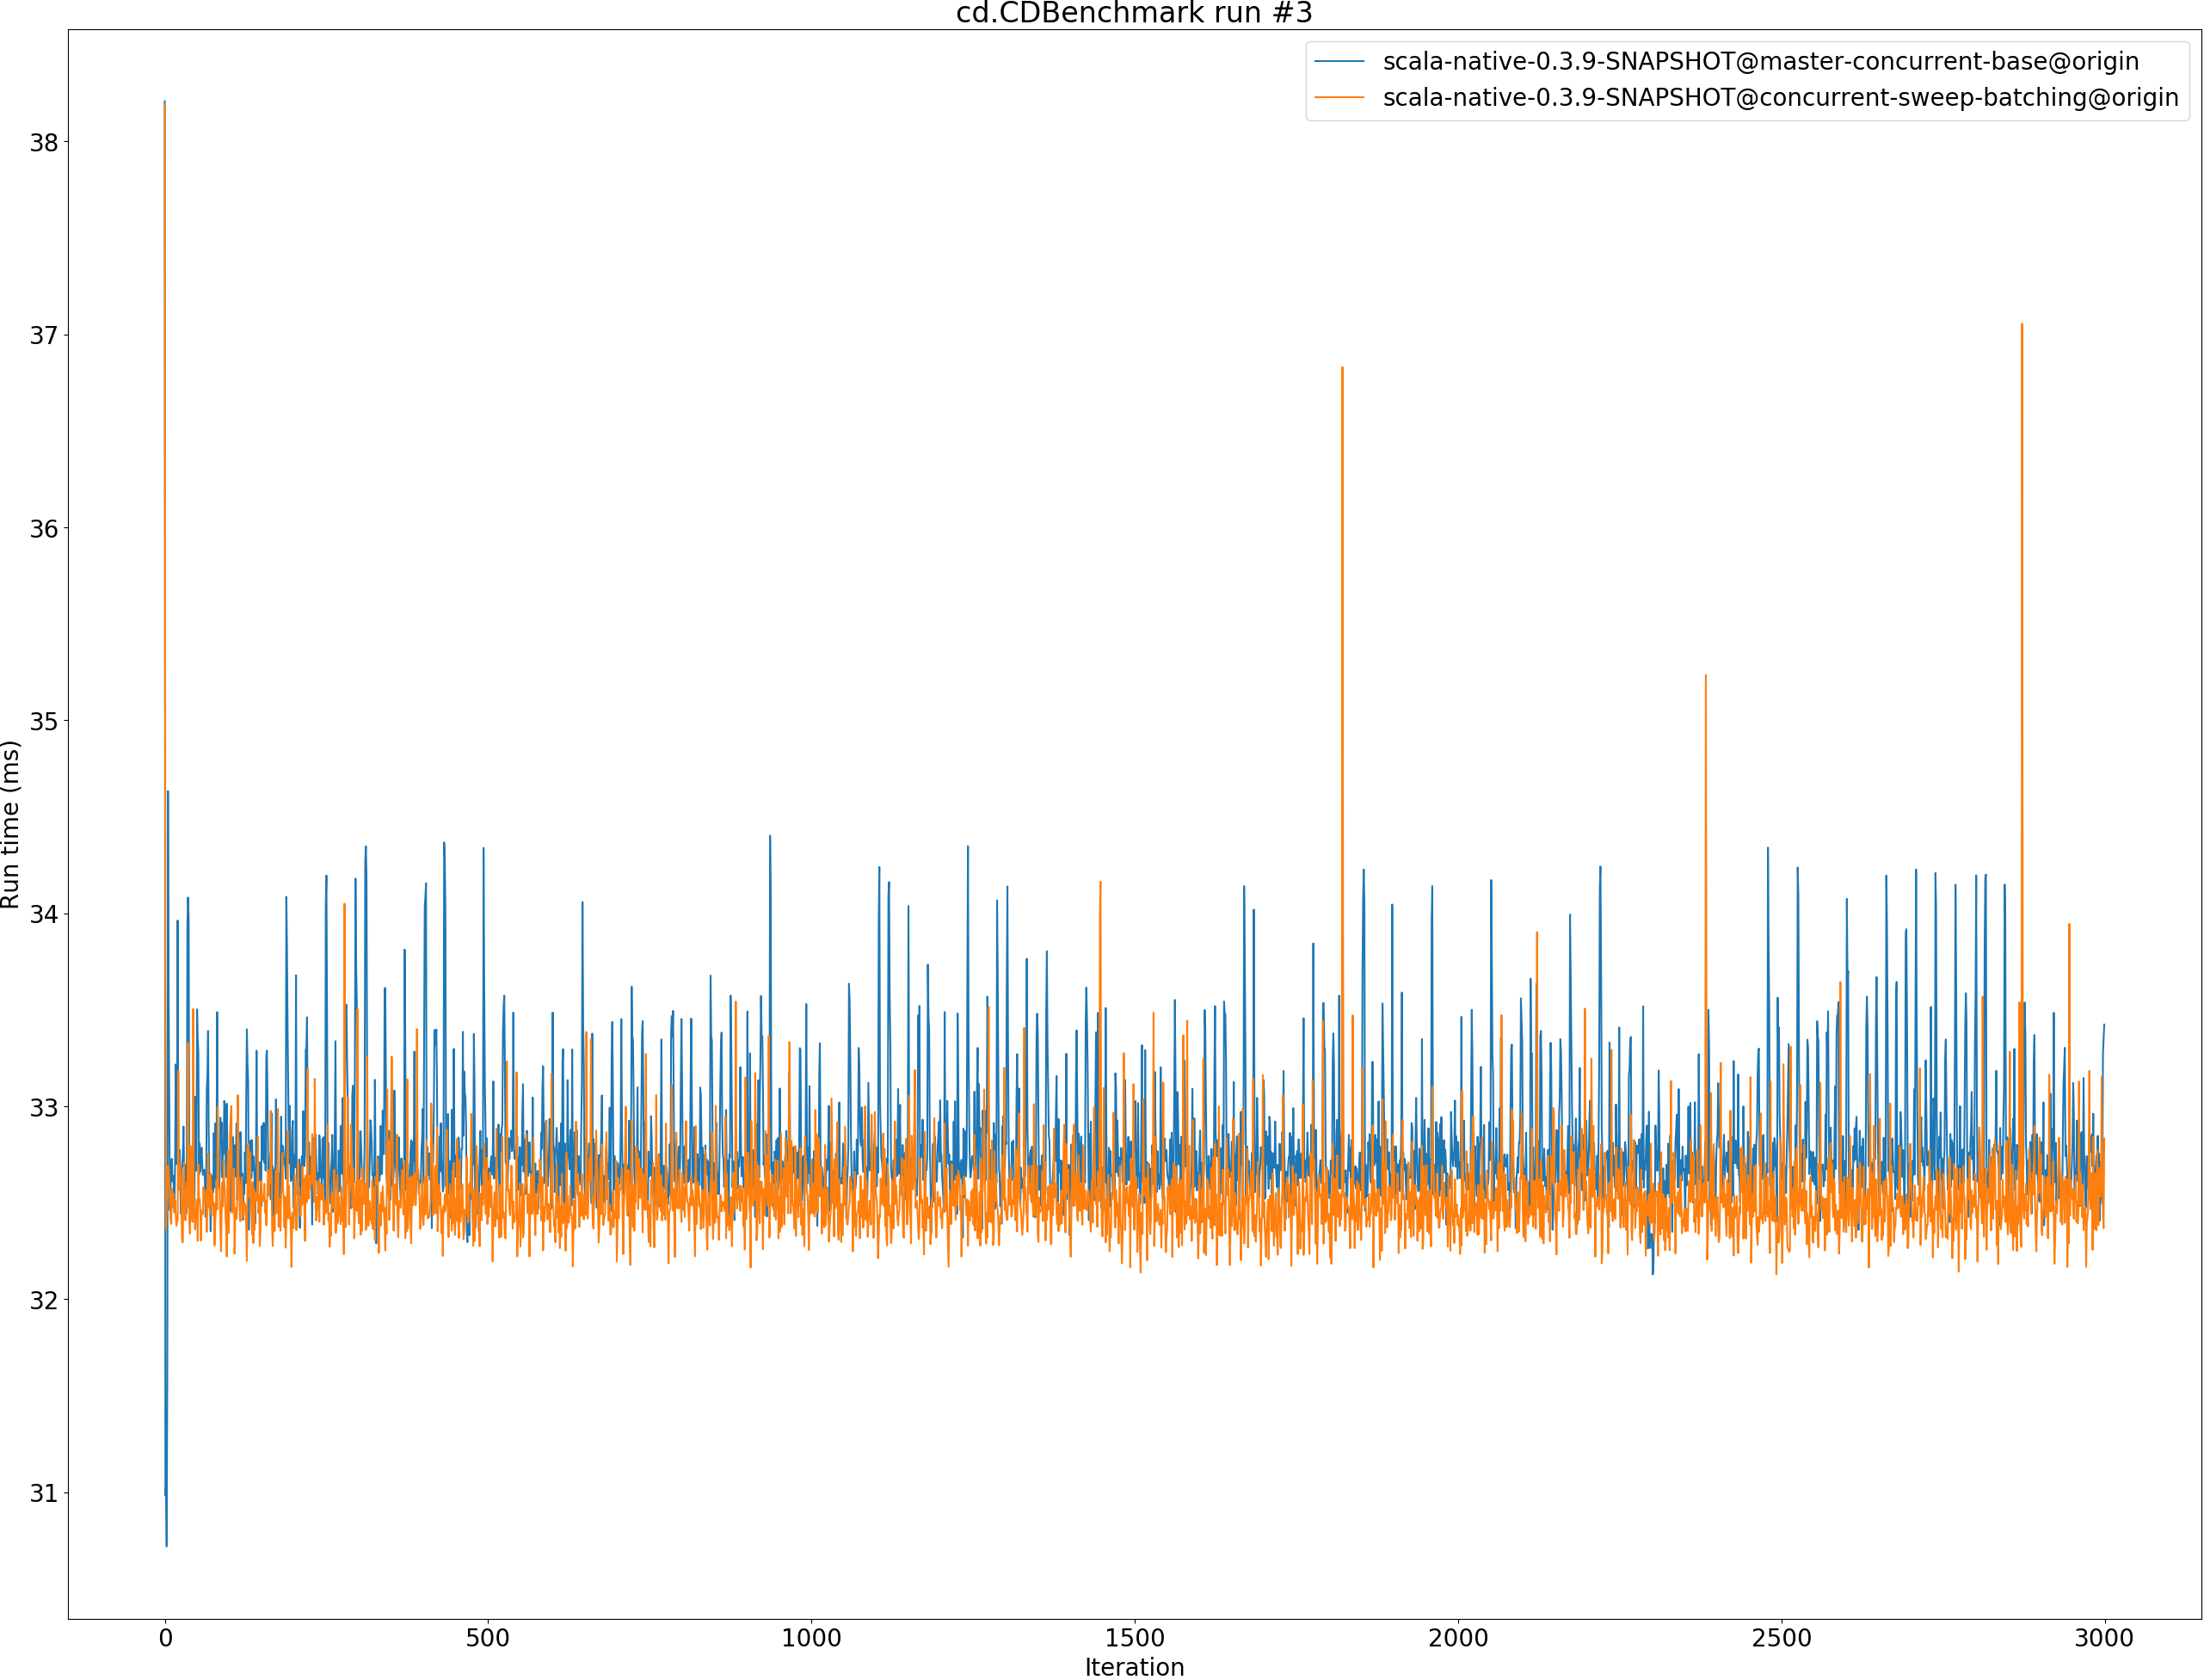 cd.CDBenchmark run #3
scala-native-0.3.9-SNAPSHOT@master-concurrent-base@origin
scala-native-0.3.9-SNAPSHOT@concurrent-sweep-batching@origin
38
37
36
35
34
33
32
31
Run time (ms)
0 500 1000 1500 2000 2500 3000
Iteration